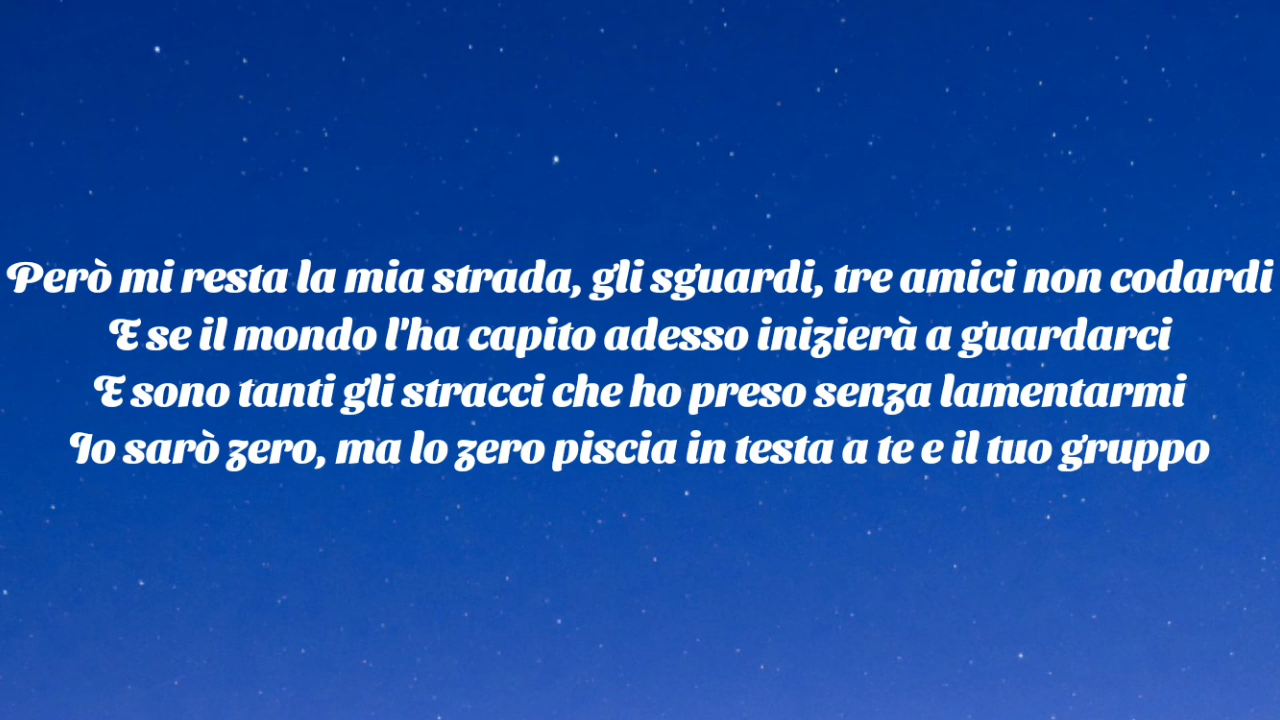 Però mi resta la mia strada, gli sguardi, tre amici non codardi
E se il mondo l'ha capito adesso inizierà a guardarci
E sono tanti gli stracci che ho preso senza lamentarmi
Io sarò zero, ma lo zero piscia in testa a te e il tuo gruppo